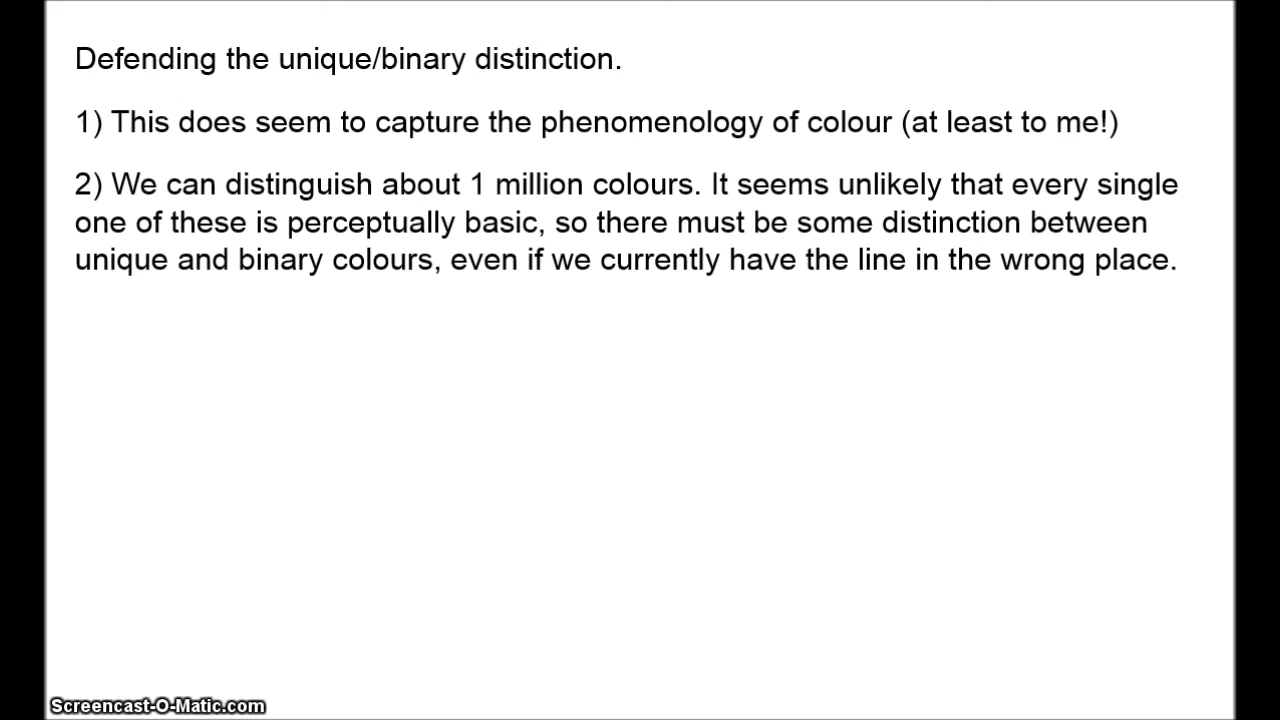 Defending the unique/binary distinction.
1) This does seem to capture the phenomenology of colour (at least to me!)
2) We can distinguish about 1 million colours. It seems unlikely that every single
one of these is perceptually basic, so there must be some distinction between
unique and binary colours, even if we currently have the line in the wrong place.
Screencast-O-Matic.com